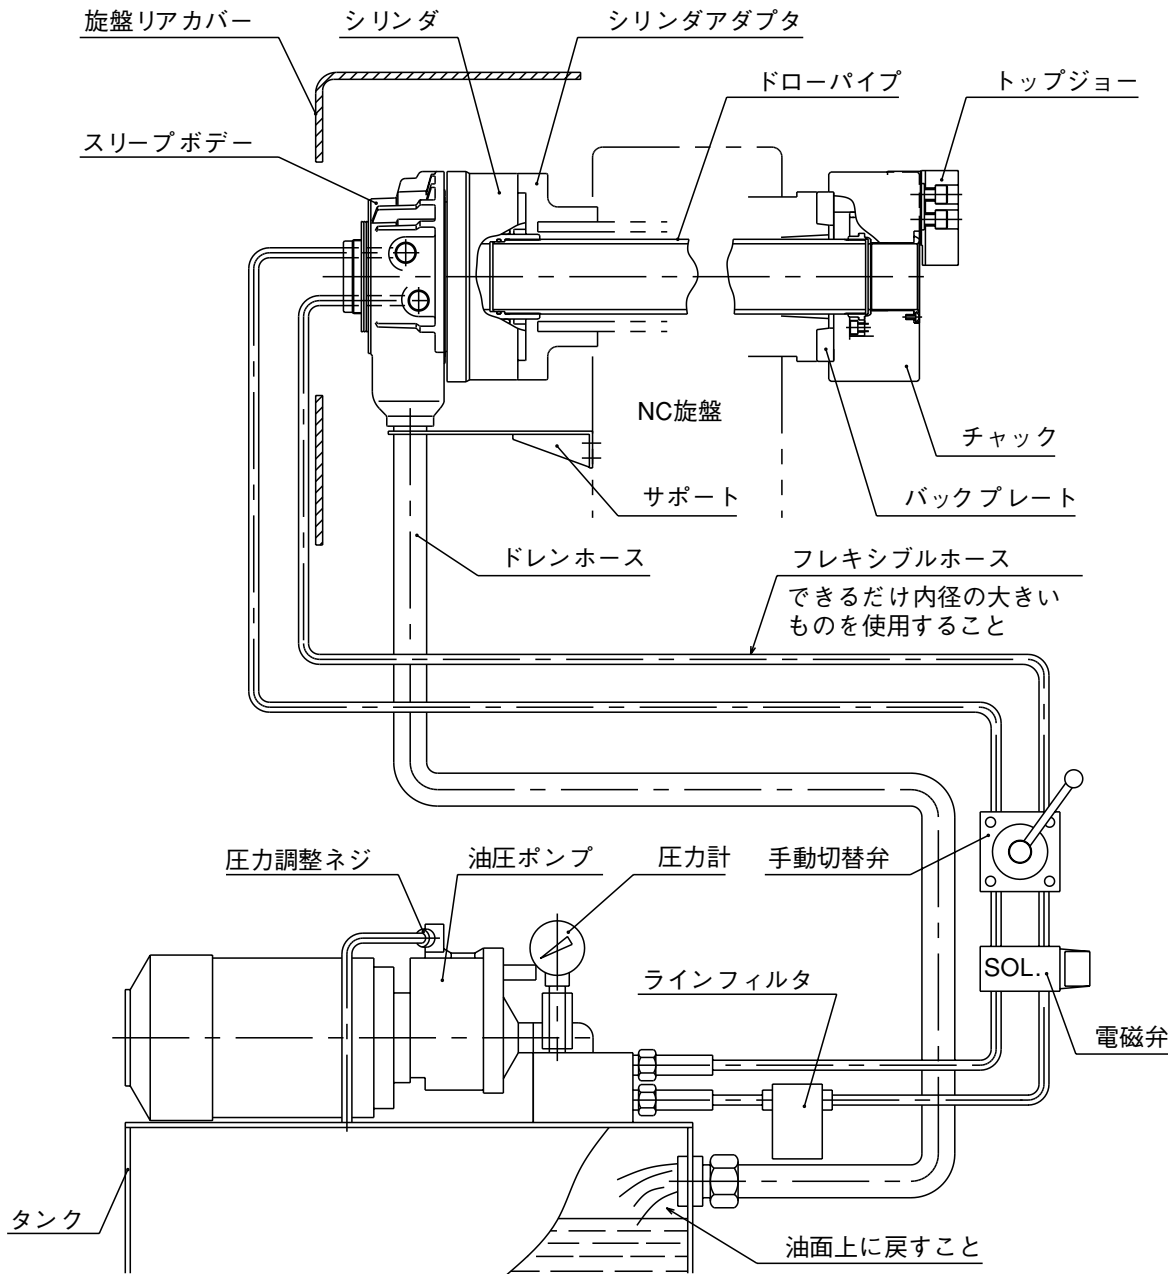 旋盤リアカバー
シリンダ
シリンダアダプタ
ドローパイプ
トップジョー
スリーブボデー
NC旋盤
チャック
サポート
バックプレート
ドレンホース
フレキシブルホース
できるだけ内径の大きい
ものを使用すること
圧力調整ネジ
油圧ポンプ
圧力計
手動切替弁
ラインフィルタ
SOL.
電磁弁
タンク
油面上に戻すこと